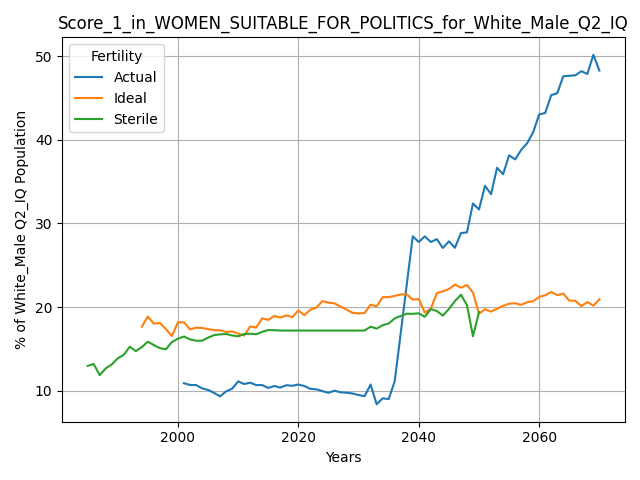 Score_1_in_WOMEN_SUITABLE_FOR_POLITICS_for_White_Male_Q2_IQ
Fertility
Actual
Ideal
Sterile
% of White_Male Q2_IQ Population
50
40
30
20
10
2000
2020
2040
2060
Years